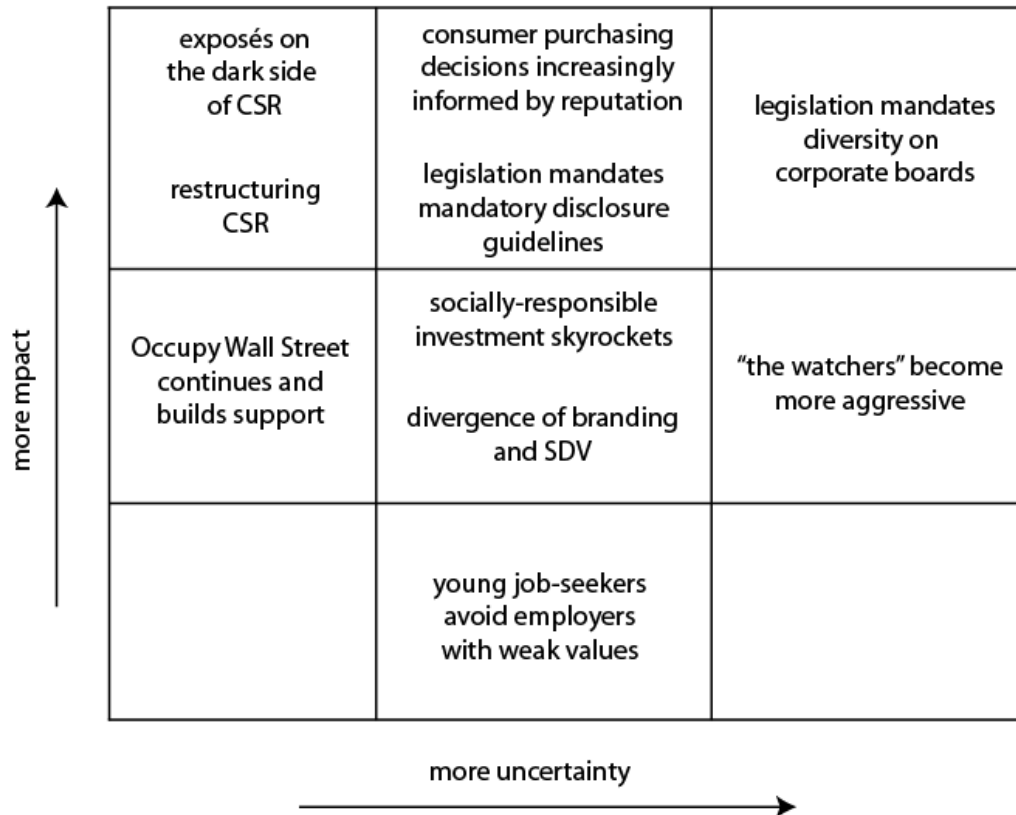 exposés on
the dark side
of CSR
restructuring
CSR
consumer purchasing
decisions increasingly
informed by reputation
legislation mandates
mandatory disclosure
guidelines
legislation mandates
diversity on
corporate boards
Occupy Wall Street
continues and
builds support
socially-responsible
investment skyrockets
divergence of branding
and SDV
“the watchers” become
more aggressive
young job-seekers
avoid employers
with weak values
more mpact
more uncertainty